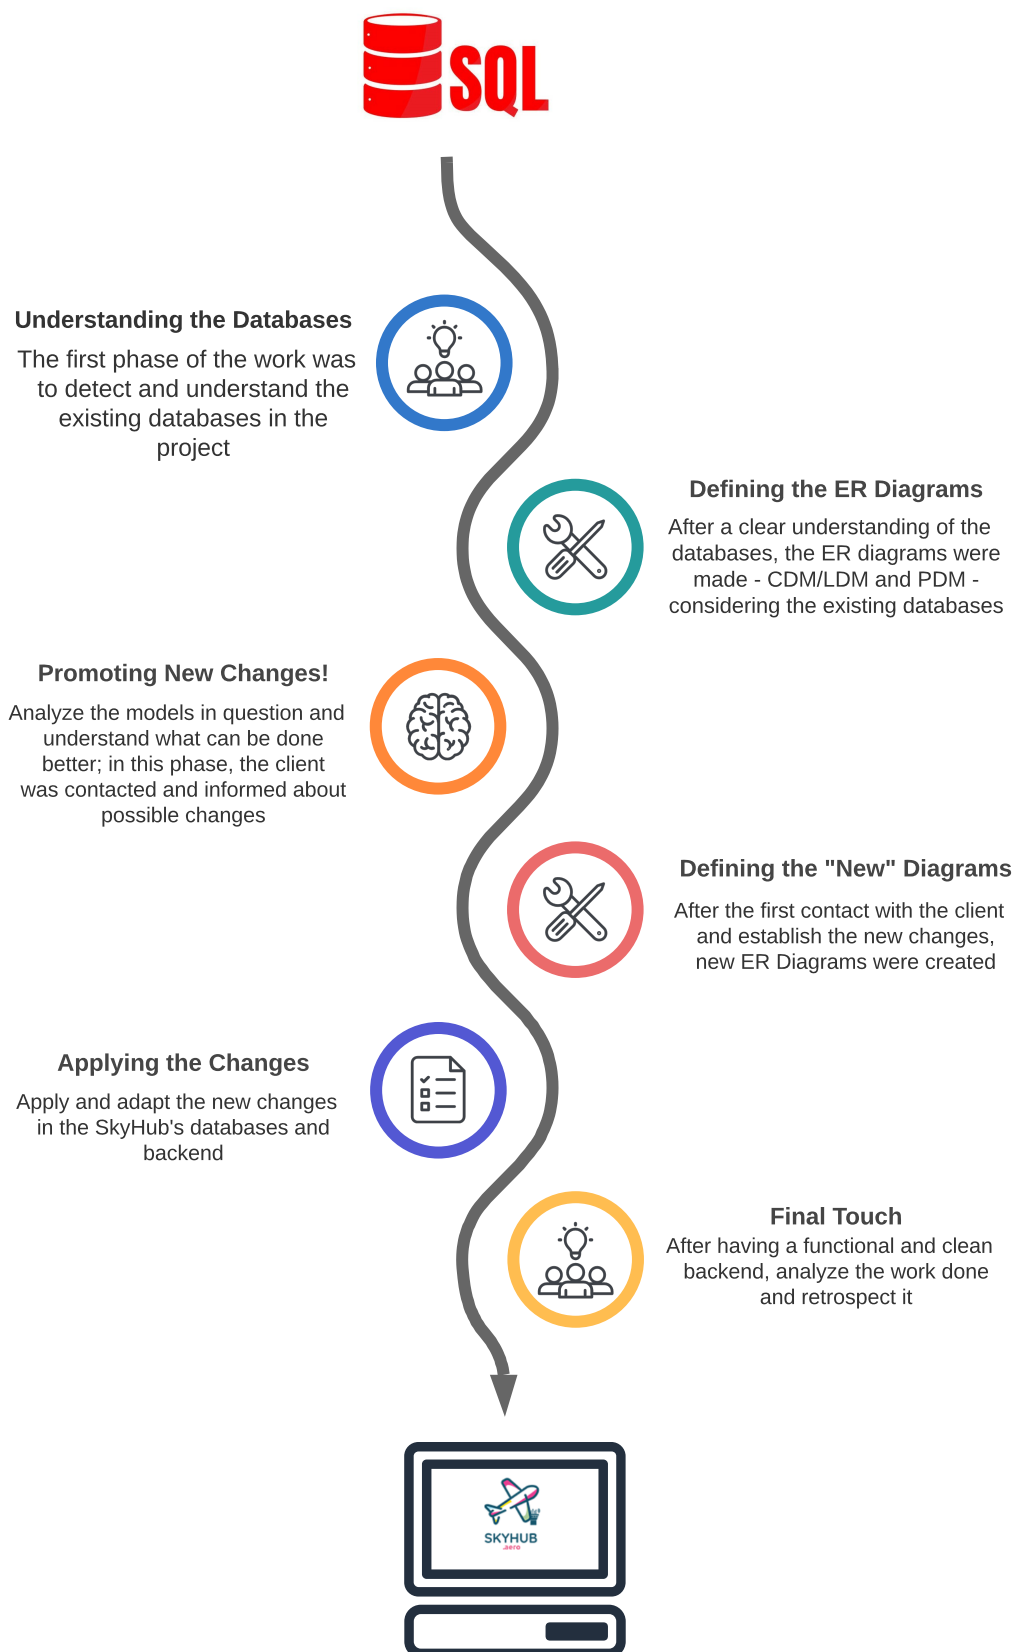 SQL
Understanding the Databases
The first phase of the work was
to detect and understand the
existing databases in the
project
Defining the ER Diagrams
After a clear understanding of the
databases, the ER diagrams were
made - CDM/LDM and PDM -
considering the existing databases
Promoting New Changes!
Analyze the models in question and
understand what can be done
better; in this phase, the client
was contacted and informed about
possible changes
Defining the "New" Diagrams
After the first contact with the client
and establish the new changes,
new ER Diagrams were created
Applying the Changes
Apply and adapt the new changes
in the SkyHub's databases and
backend
Final Touch
After having a functional and clean
backend, analyze the work done
and retrospect it
SKYHUB
.aero